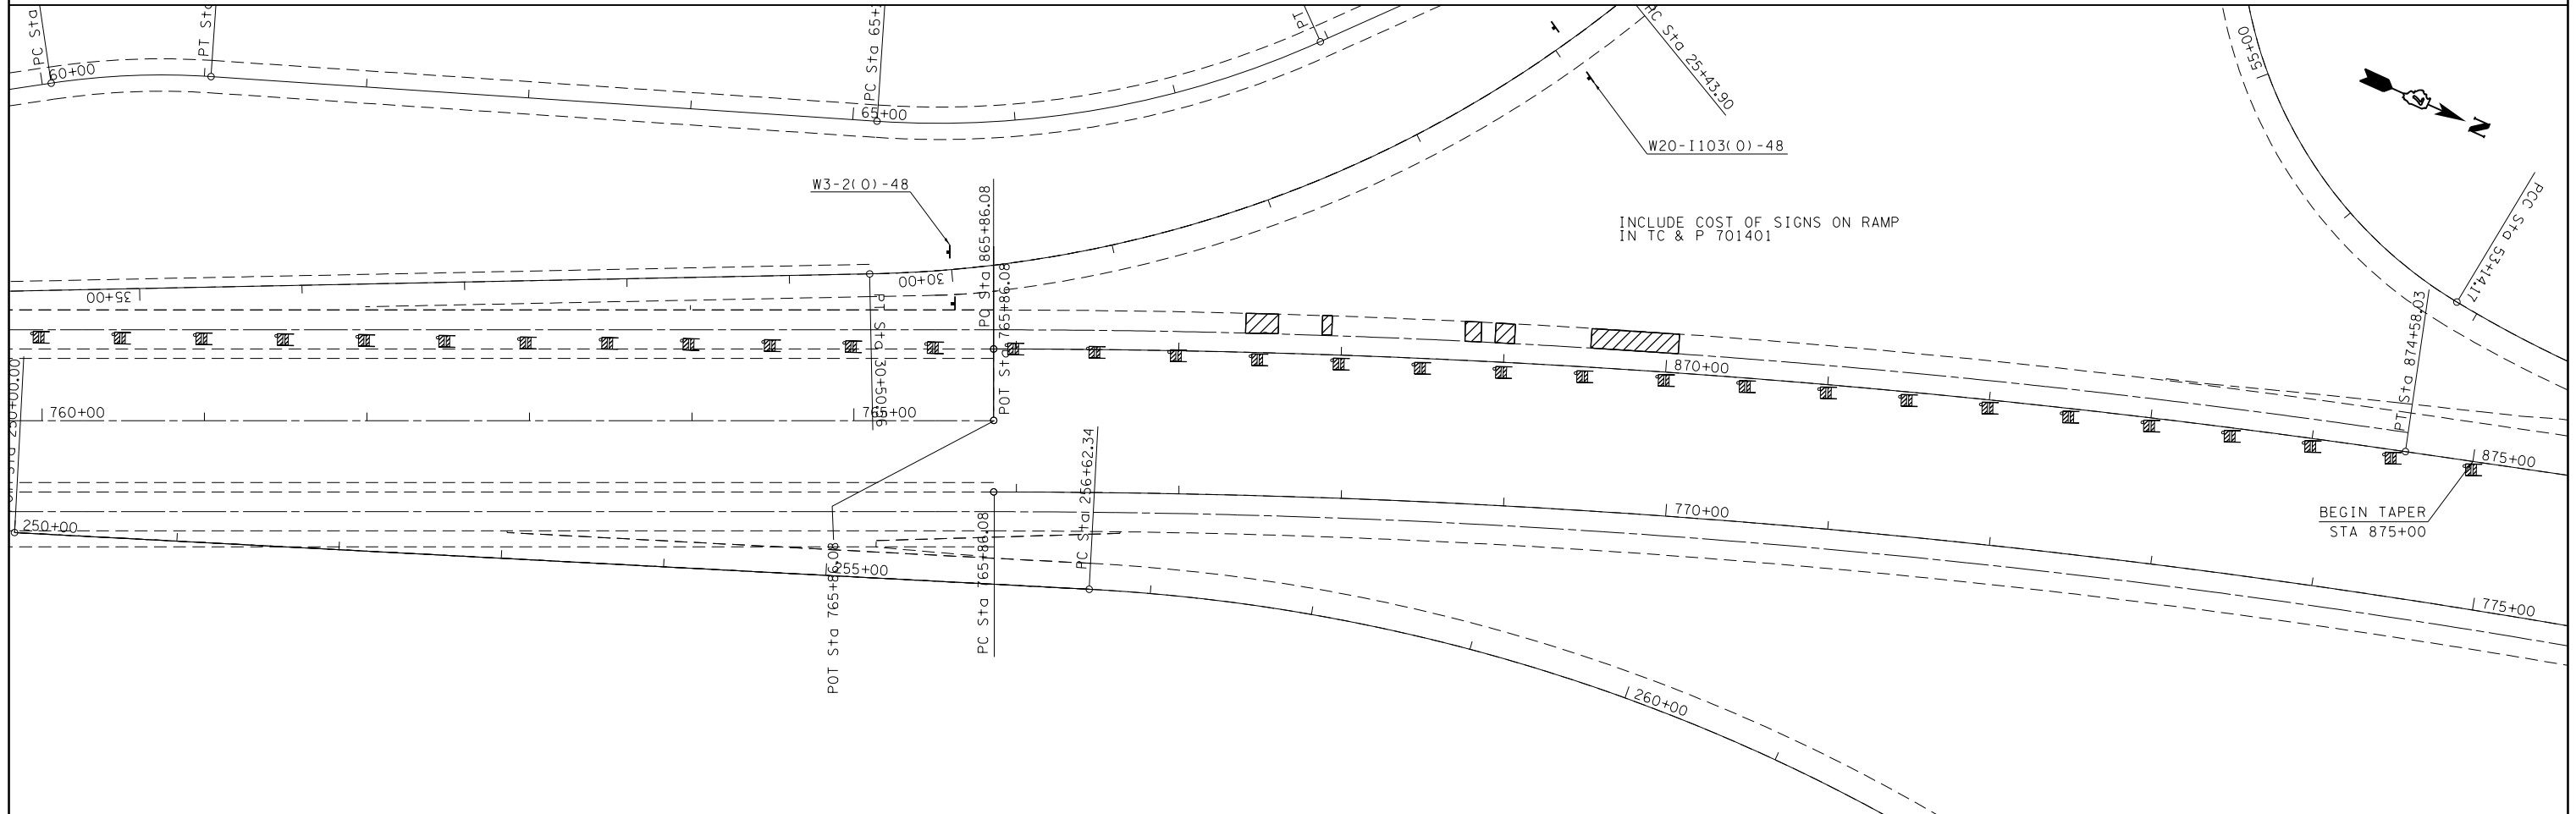 PC Sta
PT Sta
PC Sta 65+
PT
60+00
65+00
Sta 25+43.90
55+00
N
W20-I103(O)-48
W3-2(O)-48
PC Sta 865+86.08
INCLUDE COST OF SIGNS ON RAMP
IN TC & P 701401
PCC Sta 53+14.17
35+00
30+00
PT Sta 30+50.
POT Sta 765+86.08
870+00
PT Sta 874+58.03
Sta 250+00.00
760+00
765+00
875+00
PC Sta 256+62.34
250+00
770+00
BEGIN TAPER
STA 875+00
255+00
POT Sta 765+86.08
PC Sta 765+86.08
775+00
260+00